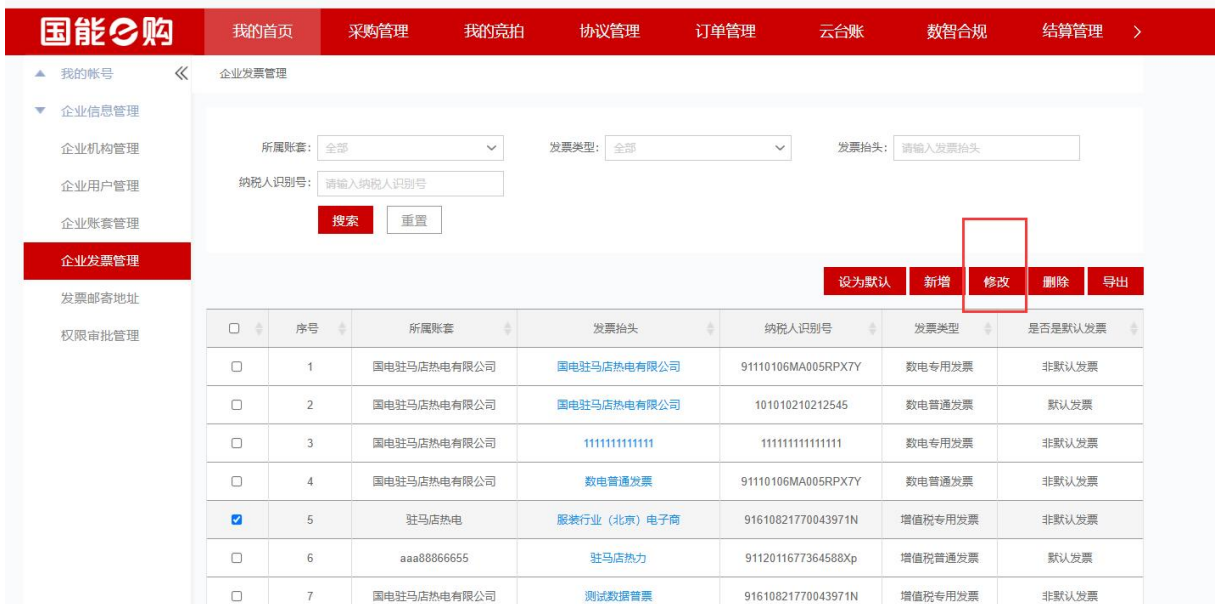 国能e购 我的首页 采购管理 我的竞拍 协议管理 订单管理 云台账 数智合规 结算管理 >
我的帐号 企业发票管理
企业信息管理
企业机构管理 所属账套: 全部 发票类型: 全部 发票抬头: 请输入发票抬头
企业用户管理 纳税人识别号: 请输入纳税人识别号
企业账套管理 搜索 重置
企业发票管理
设为默认 新增 修改 删除 导出
发票邮寄地址
权限审批管理
序号 所属账套 发票抬头 纳税人识别号 发票类型 是否是默认发票
1 国电驻马店热电有限公司 国电驻马店热电有限公司 91110106MA005RPX7Y 数电专用发票 非默认发票
2 国电驻马店热电有限公司 国电驻马店热电有限公司 101010210212545 数电普通发票 默认发票
3 国电驻马店热电有限公司 1111111111111 111111111111111 数电专用发票 非默认发票
4 国电驻马店热电有限公司 数电普通发票 91110106MA005RPX7Y 数电普通发票 非默认发票
5 驻马店热电 服装行业（北京）电子商 91610821770043971N 增值税专用发票 非默认发票
6 aaa88866655 驻马店热力 9112011677364588Xp 增值税普通发票 默认发票
7 国电驻马店热电有限公司 测试数据普票 91610821770043971N 增值税专用发票 非默认发票